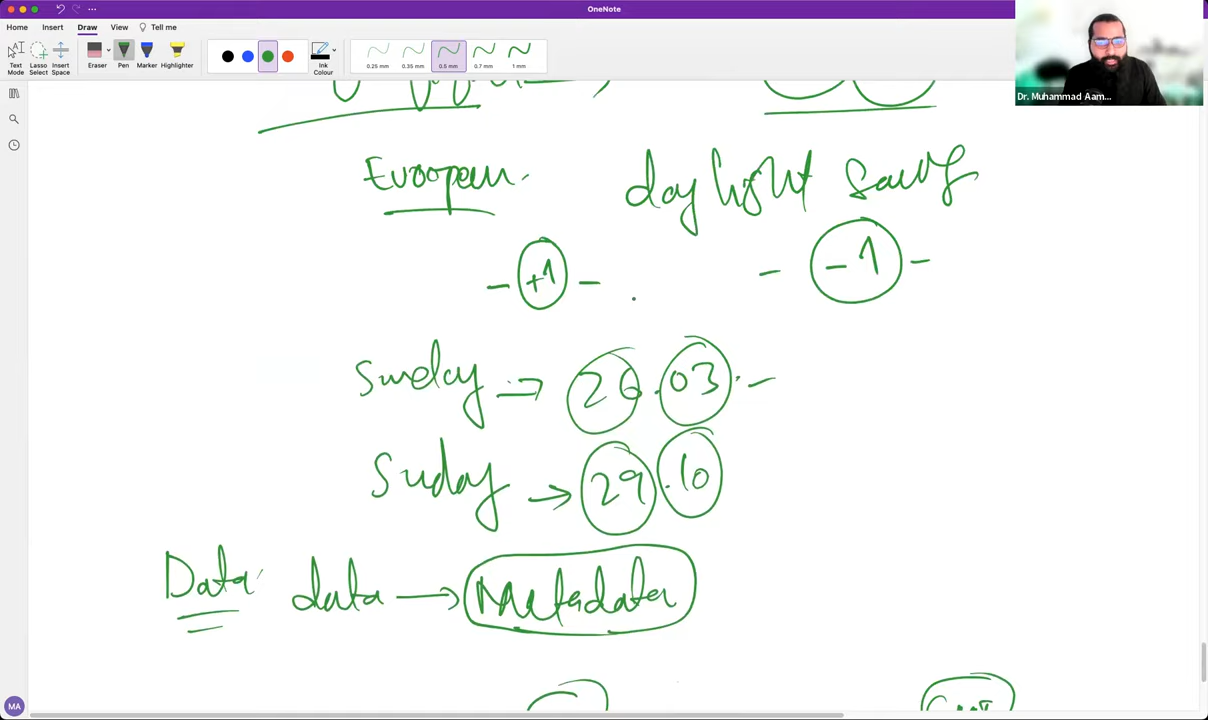 OneNote
Home Insert Draw View Tell me
Text Mode Lasso Select Insert Space Eraser Pen Marker Highlighter Ink Colour 0.25 mm 0.35 mm 0.5 mm 0.7 mm 1 mm
Dr. Muhammad Aam...
European. day light saving
- +1 - - -1 -
Sunday → 26.03. -
Sunday → 29.10
Data: data → Metadata
MA